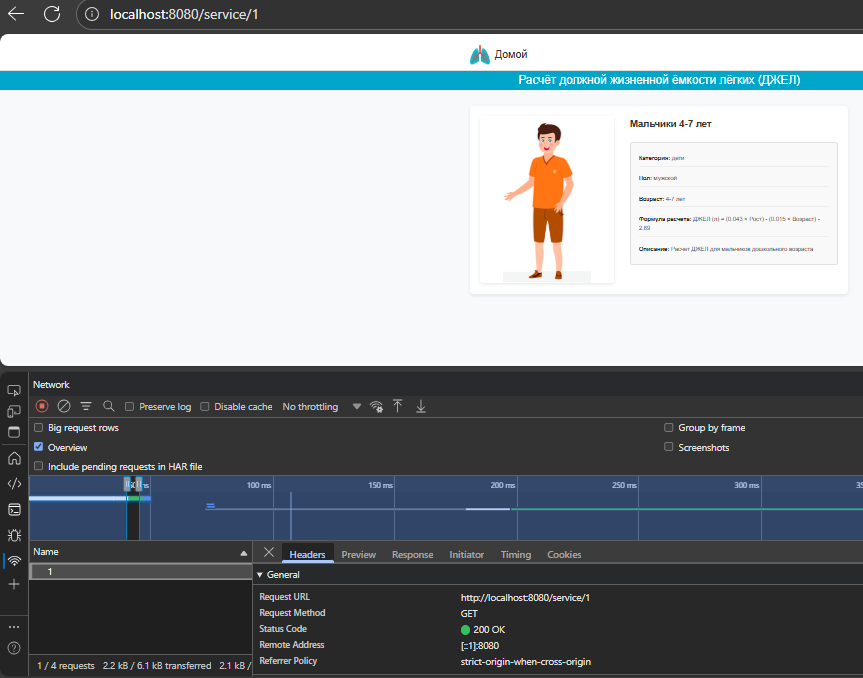 localhost:8080/service/1
Домой
Расчёт должной жизненной ёмкости лёгких (ДЖЕЛ)
Мальчики 4-7 лет
Категория: дети
Пол: мужской
Возраст: 4-7 лет
Формула расчета: ДЖЕЛ (л) = (0.043 × Рост) - (0.015 × Возраст) -
2.89
Описание: Расчет ДЖЕЛ для мальчиков дошкольного возраста
Network
Preserve log
Disable cache
No throttling
Big request rows
Group by frame
Overview
Screenshots
Include pending requests in HAR file
100 ms
150 ms
200 ms
250 ms
300 ms
Name
Headers
Preview
Response
Initiator
Timing
Cookies
1
General
Request URL
http://localhost:8080/service/1
Request Method
GET
Status Code
200 OK
Remote Address
[::1]:8080
Referrer Policy
strict-origin-when-cross-origin
1 / 4 requests
2.2 kB / 6.1 kB transferred
2.1 kB /